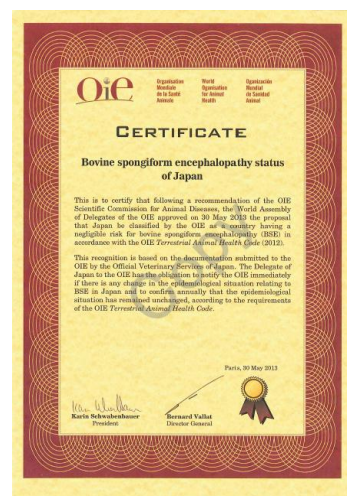 Oie
Organisation
Mondiale
de la Santé
Animale
World
Organisation
for Animal
Health
Organización
Mundial
de Sanidad
Animal
CERTIFICATE
Bovine spongiform encephalopathy status
of Japan
This is to certify that following a recommendation of the OIE
Scientific Commission for Animal Diseases, the World Assembly
of Delegates of the OIE approved on 30 May 2013 the proposal
that Japan be classified by the OIE as a country having a
negligible risk for bovine spongiform encephalopathy (BSE) in
accordance with the OIE Terrestrial Animal Health Code (2012).
This recognition is based on the documentation submitted to the
OIE by the Official Veterinary Services of Japan. The Delegate of
Japan to the OIE has the obligation to notify the OIE immediately
if there is any change in the epidemiological situation relating to
BSE in Japan and to confirm annually that the epidemiological
situation has remained unchanged, according to the requirements
of the OIE Terrestrial Animal Health Code.
Copy
Paris, 30 May 2013
Karin Schwabenbauer
President
Bernard Vallat
Director General